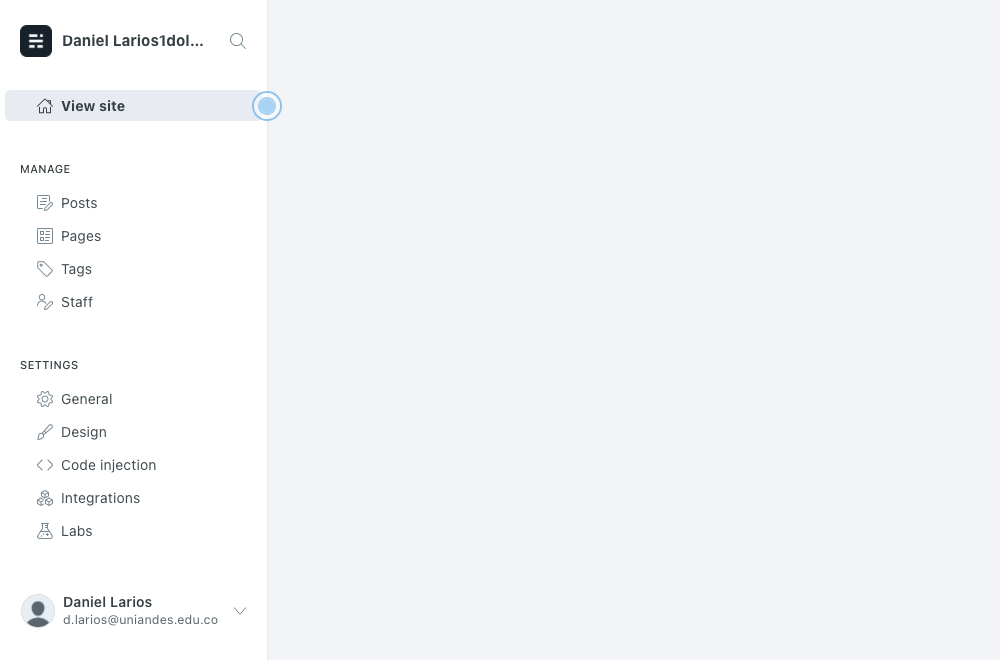 Daniel Larios1dol...
View site
MANAGE
Posts
Pages
Tags
Staff
SETTINGS
General
Design
Code injection
Integrations
Labs
Daniel Larios
d.larios@uniandes.edu.co